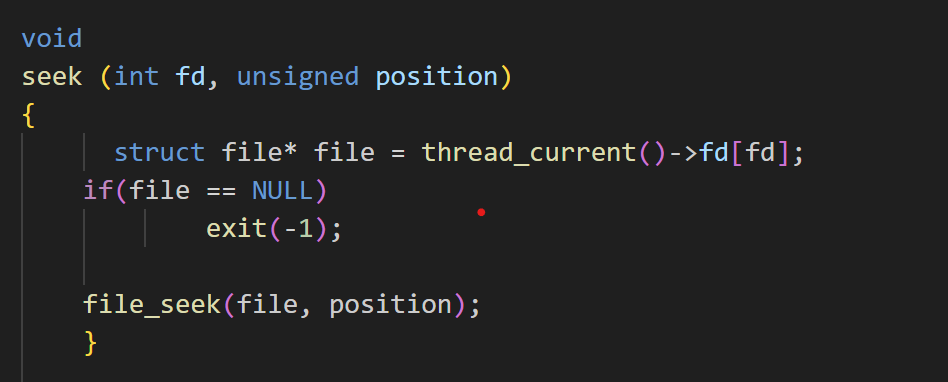 void
seek (int fd, unsigned position)
{
struct file* file = thread_current()->fd[fd];
if(file == NULL)
exit(-1);
file_seek(file, position);
}